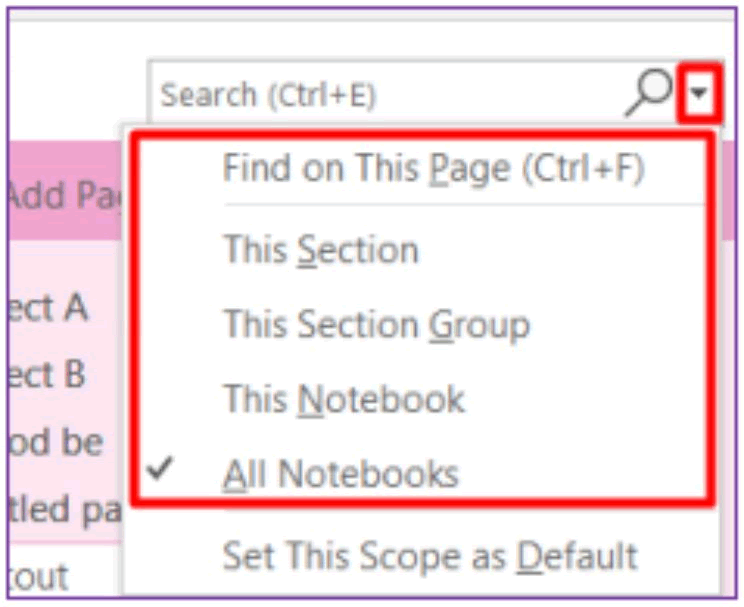 Search (Ctrl+E)
Find on This Page (Ctrl+F)
Add Pa
This Section
ect A
This Section Group
ect B
This Notebook
od be
All Notebooks
tled pa
Set This Scope as Default
out